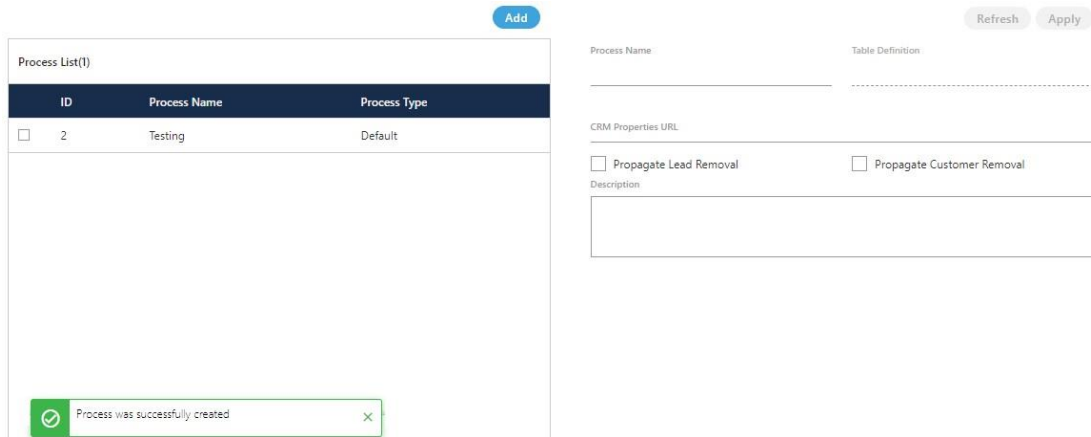 Add
Refresh Apply
Process List(1)
ID Process Name Process Type
2 Testing Default
Process was successfully created
Process Name Table Definition
CRM Properties URL
Propagate Lead Removal Propagate Customer Removal
Description